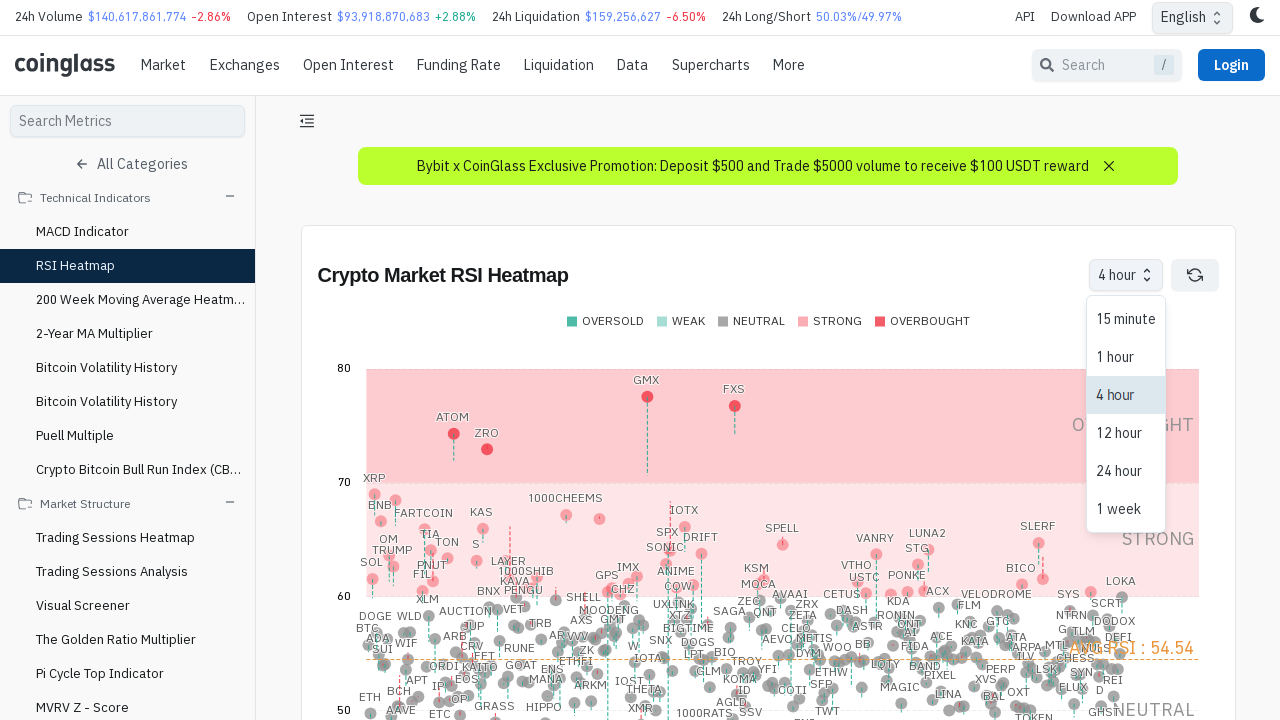 24h Volume $140,617,861,774 -2.86% Open Interest $93,918,870,683 +2.88% 24h Liquidation $159,256,627 -6.50% 24h Long/Short 50.03%/49.97% API Download APP English
coinglass Market Exchanges Open Interest Funding Rate Liquidation Data Supercharts More Search / Login
Search Metrics
All Categories
Technical Indicators
MACD Indicator
RSI Heatmap
200 Week Moving Average Heatm...
2-Year MA Multiplier
Bitcoin Volatility History
Bitcoin Volatility History
Puell Multiple
Crypto Bitcoin Bull Run Index (CB...
Market Structure
Trading Sessions Heatmap
Trading Sessions Analysis
Visual Screener
The Golden Ratio Multiplier
Pi Cycle Top Indicator
MVRV Z - Score
Bybit x CoinGlass Exclusive Promotion: Deposit $500 and Trade $5000 volume to receive $100 USDT reward
Crypto Market RSI Heatmap
4 hour
15 minute
1 hour
4 hour
12 hour
24 hour
1 week
OVERSOLD WEAK NEUTRAL STRONG OVERBOUGHT
80
GMX
FXS
ATOM
ZRO
70
XRP
BNB
FARTCOIN
KAS
1000CHEEMS
IOTX
SPELL
SLERF
STRONG
OM
TRUMP
TIA
TON
S
SPX
SONIC
DRIFT
VANRY
LUNA2
STG
SOL
PNUT
FIL
LAYER
1000SHIB
KAVA
PENGU
GPS
IMX
ANIME
CHZ
COW
KSM
MOCA
VTHO
USTC
PONKE
ACX
BICO
LOKA
60
XLM
BNX
SHELL
UXLINK
ZEC
AVAAI
ZRX
CETUS
KDA
VELODROME
FLM
SYS
SCRT
DOGE
WLD
AUCTION
VET
MOODENG
XTZ
SAGA
QNT
ZETA
DASH
RONIN
GTC
NTRN
DODOX
BTC
ADA
SUI
WIF
ARB
JUP
TRB
AXS
GMT
BIGTIME
CELO
ASTR
ONT
AI
KNC
ATA
TLM
DEFI
CRV
FET
RUNE
ZK
SNX
DOGS
AEVO
METIS
WOO
BB
FIDA
ACE
KAIA
ARPA
AVG RSI : 54.54
ORDI
KAITO
GOAT
ENS
ETHFI
IOTA
LPT
BIO
TROY
DYM
ETHW
LQTY
BAND
PERP
ILV
CHESS
LSK
SYN
APT
EOS
MANA
ARKM
IOST
GLM
KOMA
YFI
SFP
MAGIC
PIXEL
XVS
ELUX
REI
D
ETH
BCH
OP
GRASS
HIPPO
THETA
ID
COTI
LINA
BAL
OXT
50
AAVE
ETC
XMR
1000RATS
AGLD
SSV
TWT
TOKEN
GHST
NEUTRAL